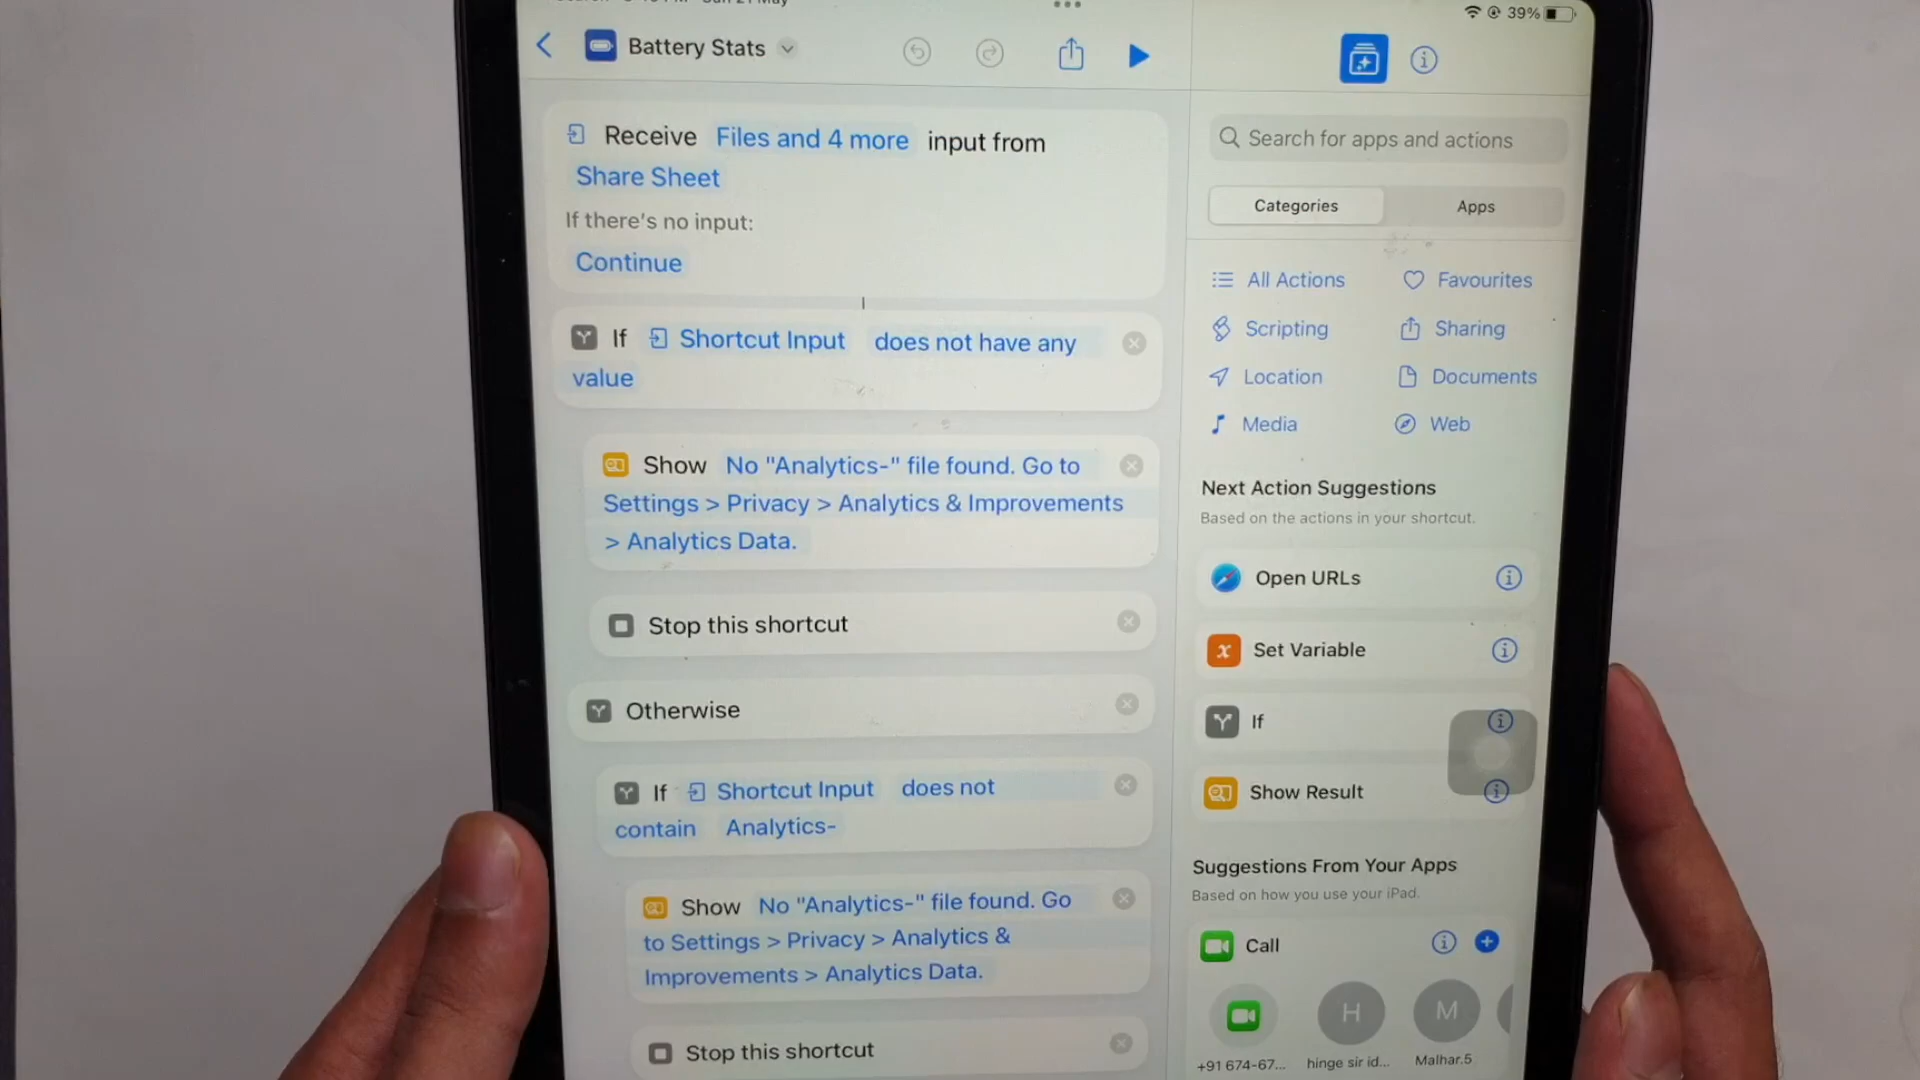 39%
Battery Stats
Receive Files and 4 more input from
Share Sheet
If there's no input:
Continue
If Shortcut Input does not have any
value
Show No "Analytics-" file found. Go to
Settings > Privacy > Analytics & Improvements
> Analytics Data.
Stop this shortcut
Otherwise
If Shortcut Input does not
contain Analytics-
Show No "Analytics-" file found. Go
to Settings > Privacy > Analytics &
Improvements > Analytics Data.
Stop this shortcut
Search for apps and actions
Categories Apps
All Actions Favourites
Scripting Sharing
Location Documents
Media Web
Next Action Suggestions
Based on the actions in your shortcut.
Open URLs
Set Variable
If
Show Result
Suggestions From Your Apps
Based on how you use your iPad.
Call
H M
+91 674-67... hinge sir id... Malhar.5